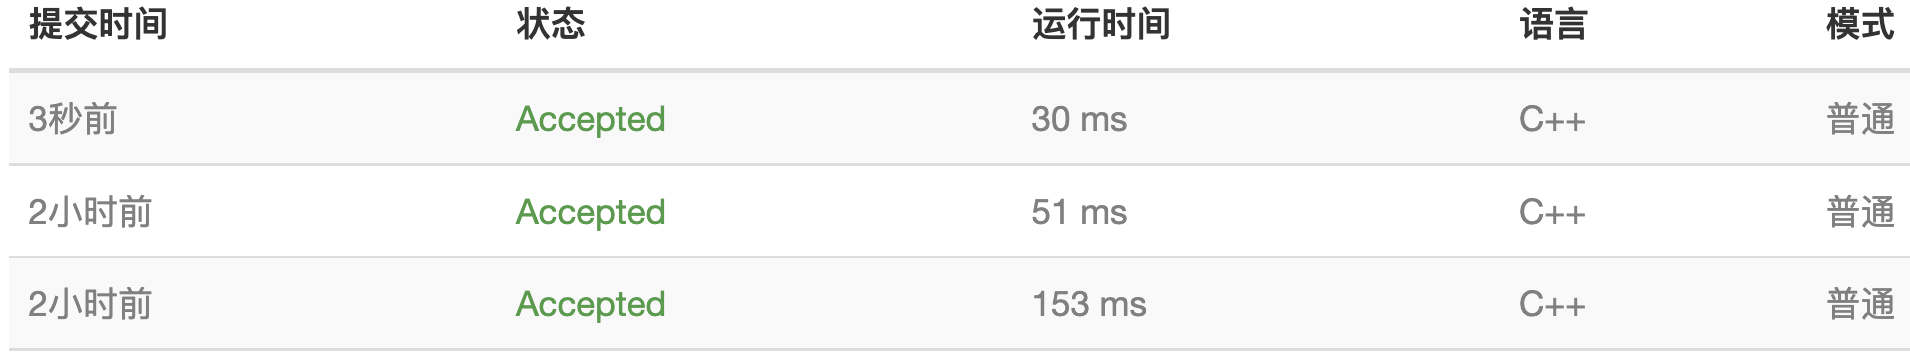 提交时间 状态 运行时间 语言 模式
3秒前 Accepted 30 ms C++ 普通
2小时前 Accepted 51 ms C++ 普通
2小时前 Accepted 153 ms C++ 普通